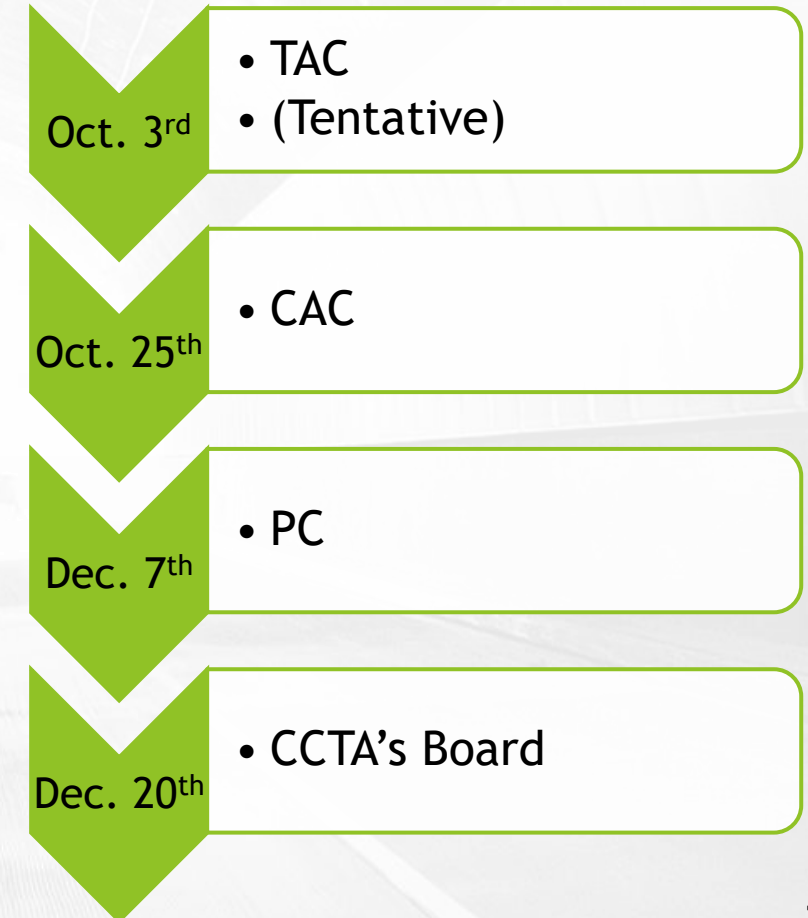 Oct. 3rd
• TAC
• (Tentative)
Oct. 25th
• CAC
Dec. 7th
• PC
Dec. 20th
• CCTA’s Board